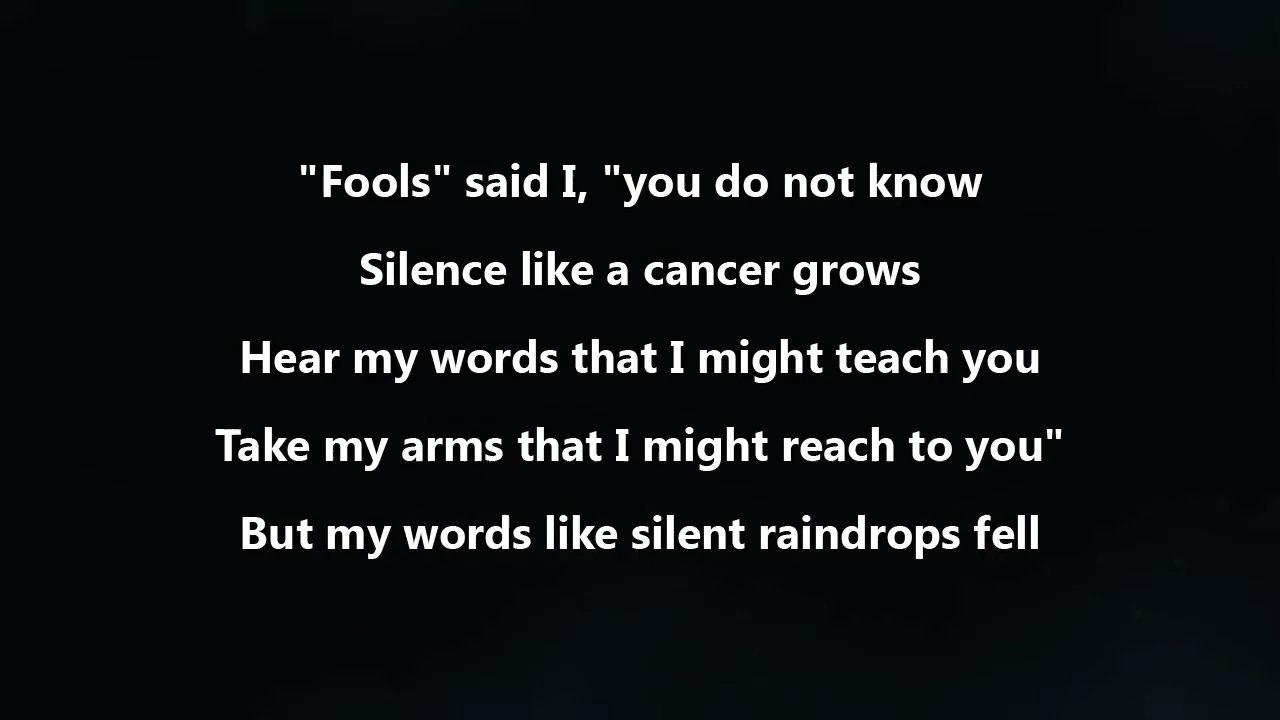 "Fools" said I, "you do not know
Silence like a cancer grows
Hear my words that I might teach you
Take my arms that I might reach to you"
But my words like silent raindrops fell